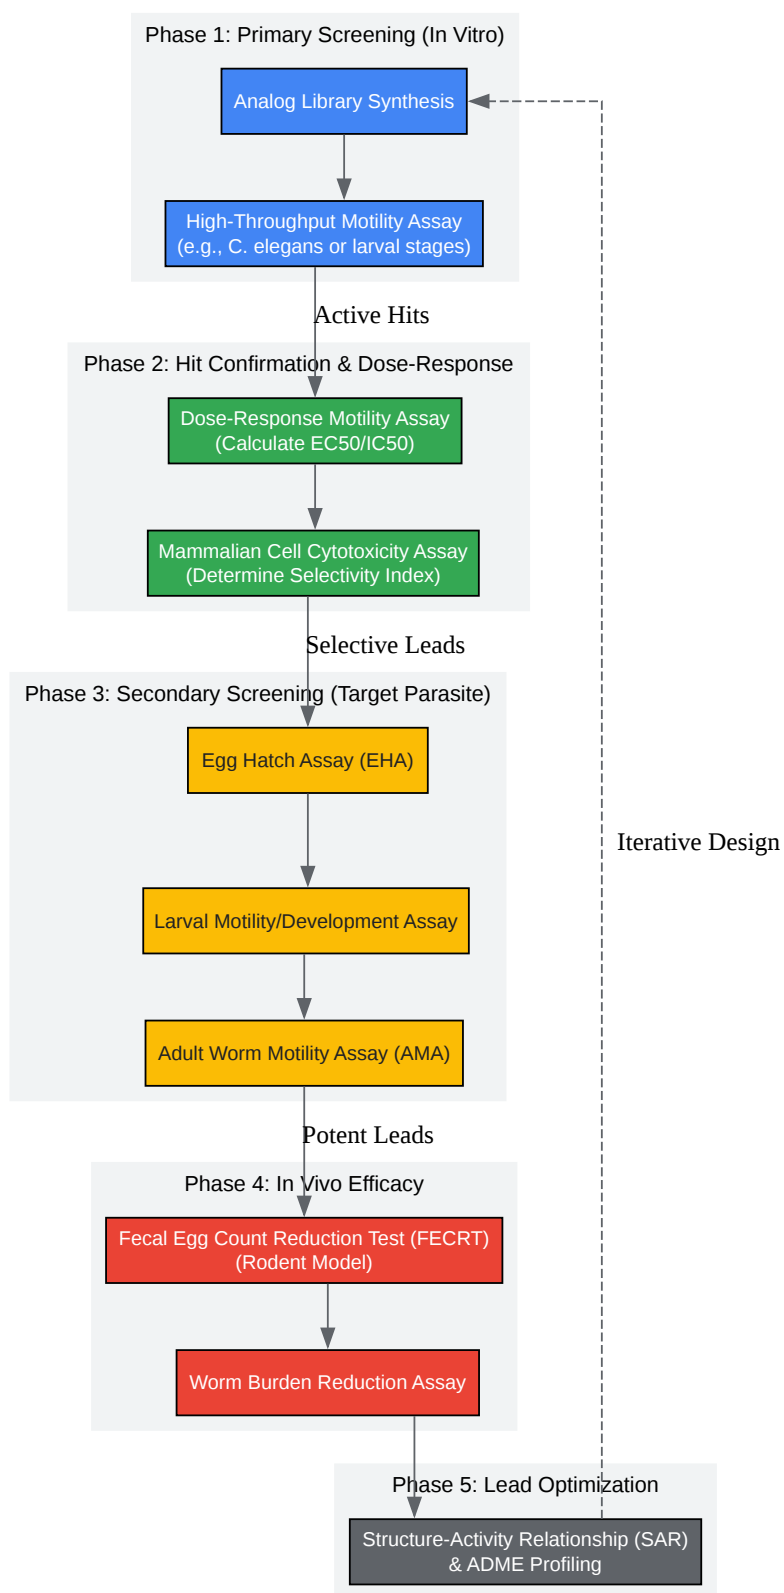 Phase 1: Primary Screening (In Vitro)
Analog Library Synthesis
High-Throughput Motility Assay
(e.g., C. elegans or larval stages)
Active Hits
Phase 2: Hit Confirmation & Dose-Response
Dose-Response Motility Assay
(Calculate EC50/IC50)
Mammalian Cell Cytotoxicity Assay
(Determine Selectivity Index)
Selective Leads
Phase 3: Secondary Screening (Target Parasite)
Egg Hatch Assay (EHA)
Iterative Design
Larval Motility/Development Assay
Adult Worm Motility Assay (AMA)
Potent Leads
Phase 4: In Vivo Efficacy
Fecal Egg Count Reduction Test (FECRT)
(Rodent Model)
Worm Burden Reduction Assay
Phase 5: Lead Optimization
Structure-Activity Relationship (SAR)
& ADME Profiling